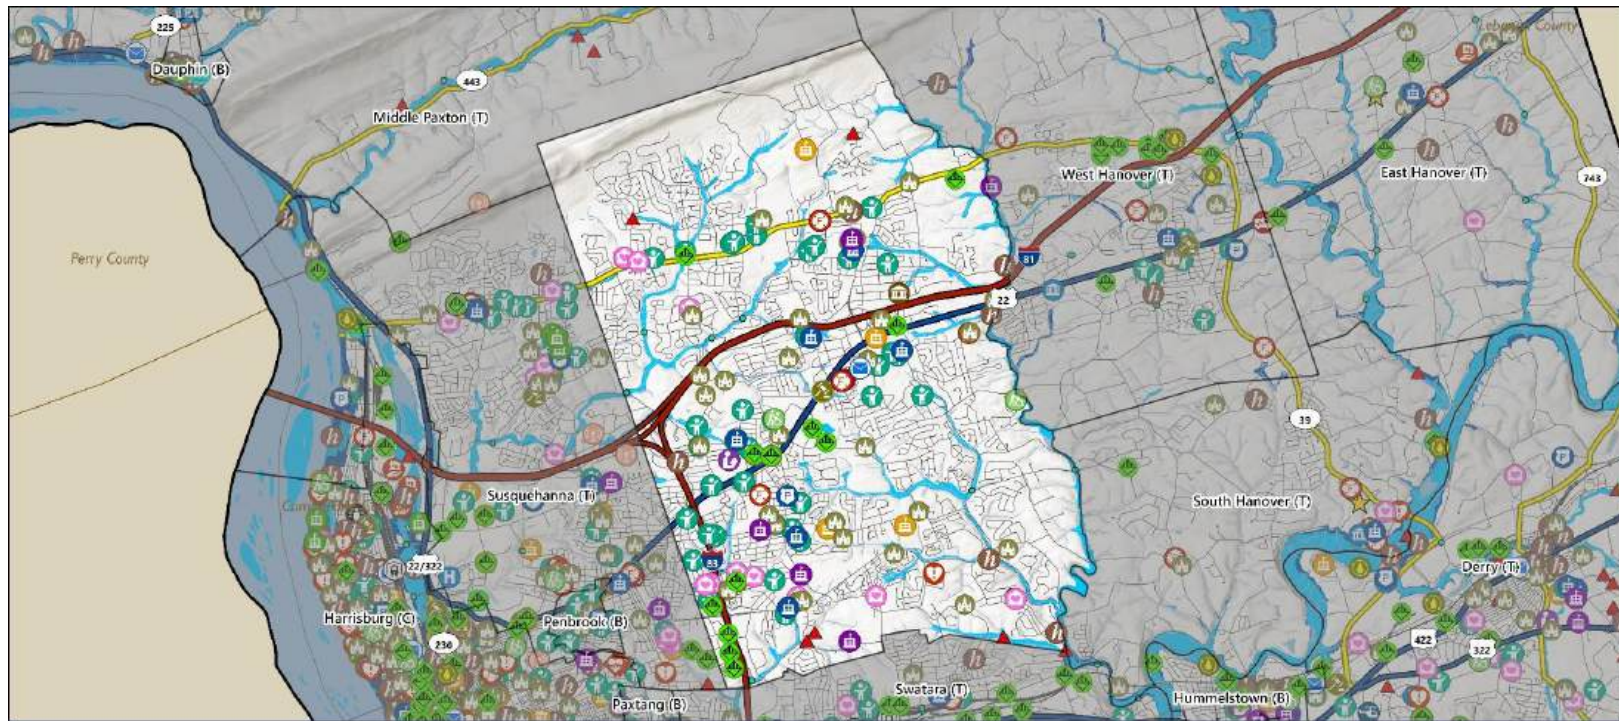 225
Lebanon County
Dauphin (B)
443
Middle Paxton (T)
West Hanover (T)
East Hanover (T)
743
Perry County
81
22
39
Susquehanna (T)
South Hanover (T)
22/322
83
Derry (T)
Harrisburg (C)
Penbrook (B)
230
422
322
Swatara (T)
Hummelstown (B)
Paxtang (B)